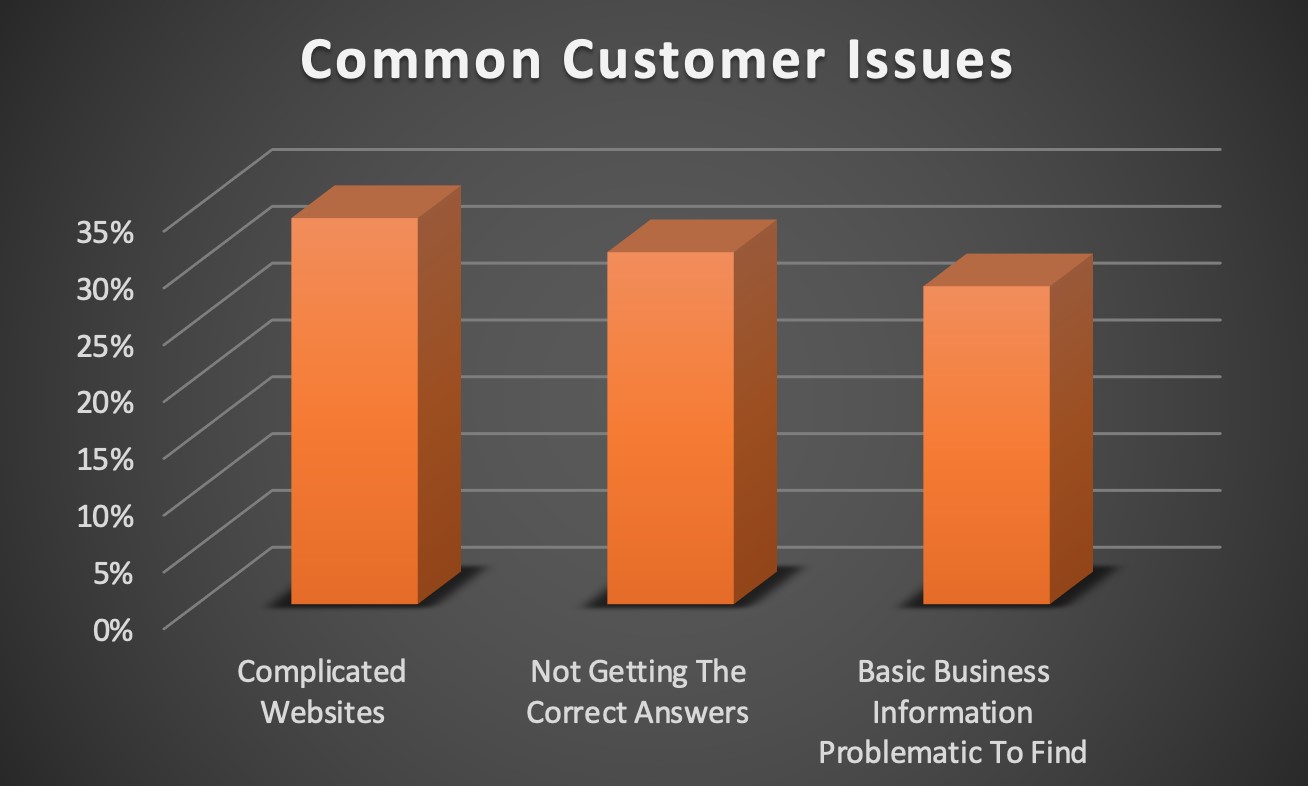 Common Customer Issues
35%
30%
25%
20%
15%
10%
5%
0%
Complicated
Websites
Not Getting The
Correct Answers
Basic Business
Information
Problematic To Find